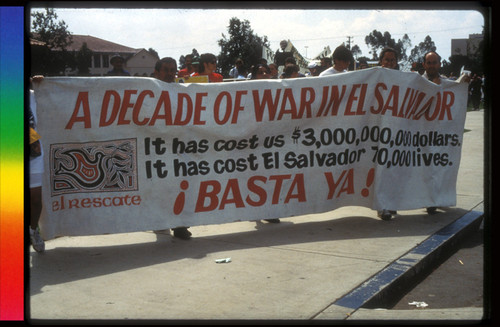 A DECADE OF WAR IN EL SALVADOR
It has cost us $3,000,000,000 dollars.
It has cost El Salvador 70,000 lives.
¡BASTA YA!
el Rescate